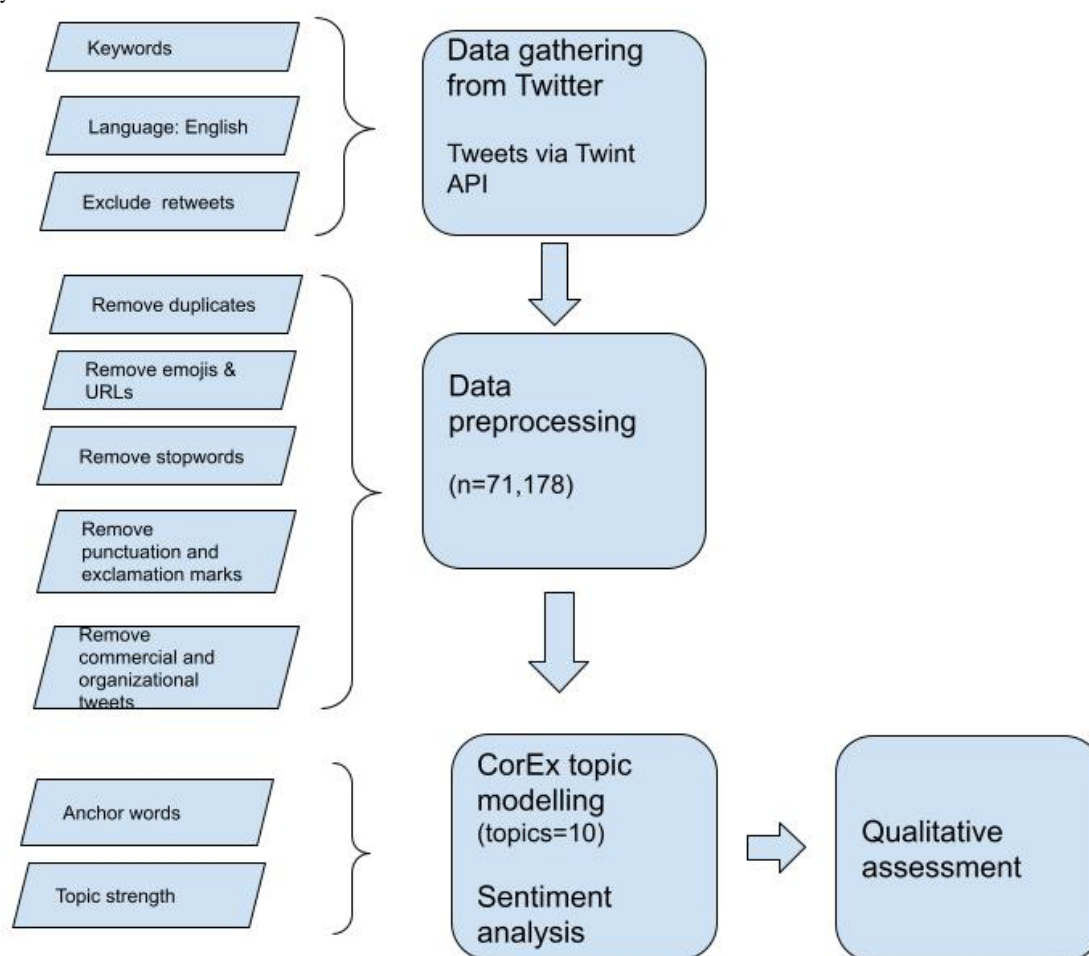 y
Keywords
Language: English
Exclude retweets
Data gathering
from Twitter
Tweets via Twint
API
Remove duplicates
Remove emojis &
URLs
Remove stopwords
Remove
punctuation and
exclamation marks
Remove
commercial and
organizational
tweets
Data
preprocessing
(n=71,178)
Anchor words
Topic strength
CorEx topic
modelling
(topics=10)
Sentiment
analysis
Qualitative
assessment